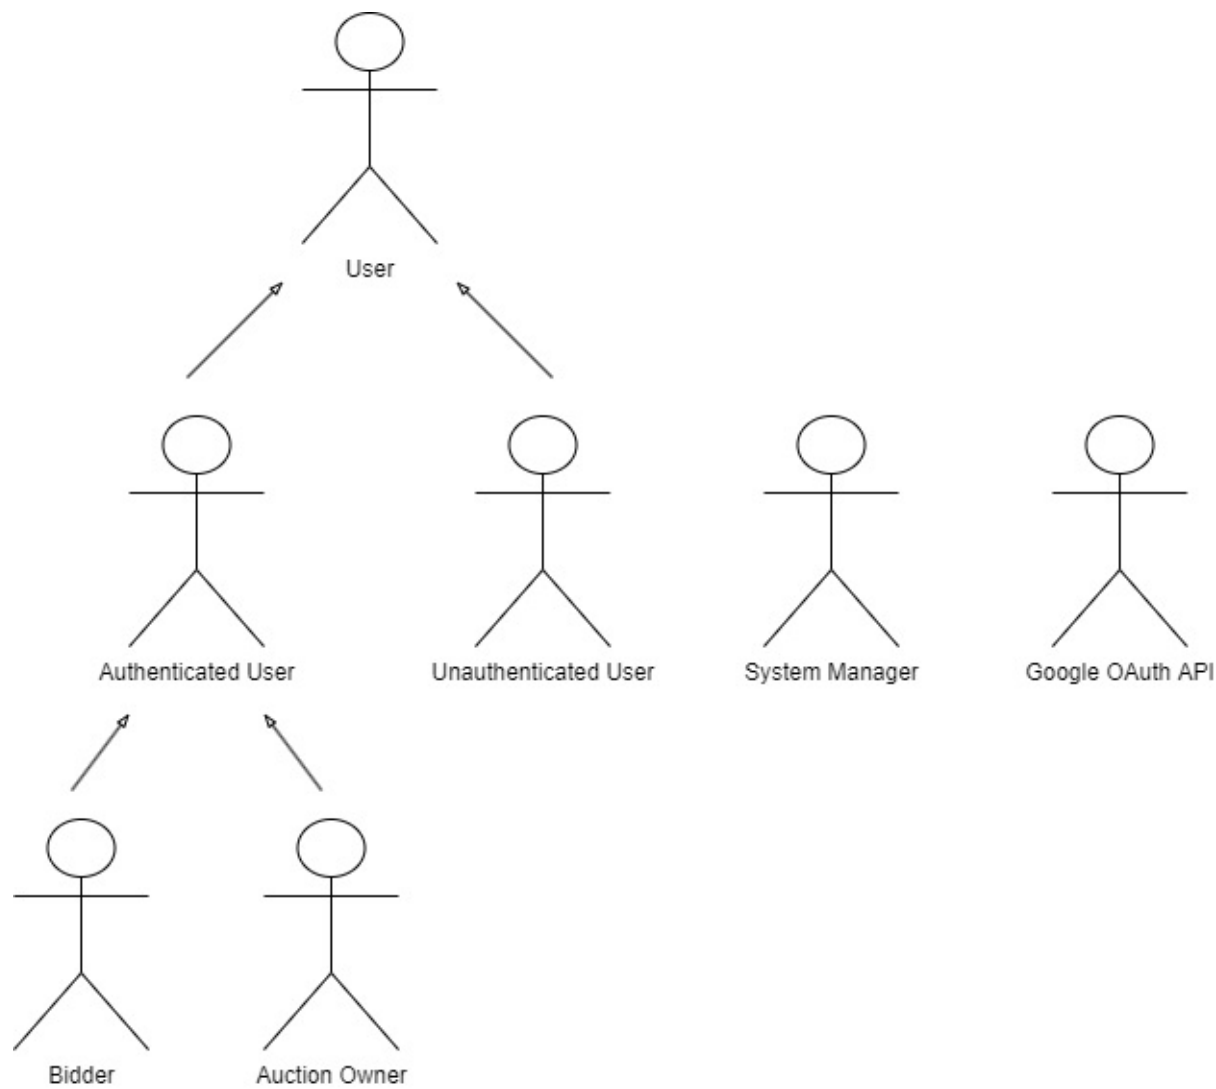 User
Authenticated User
Unauthenticated User
System Manager
Google OAuth API
Bidder
Auction Owner